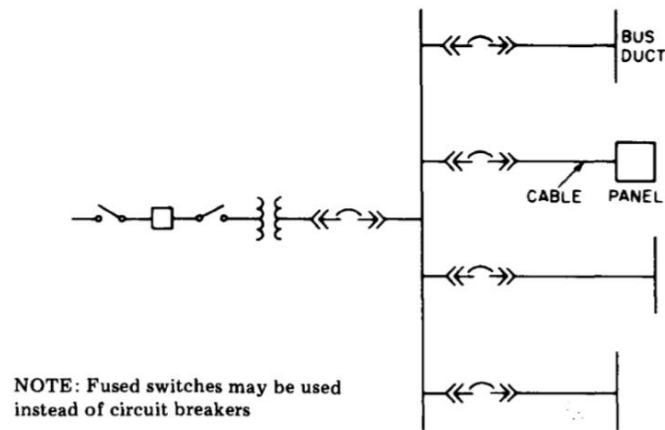 BUS
DUCT
CABLE
PANEL
NOTE: Fused switches may be used
instead of circuit breakers